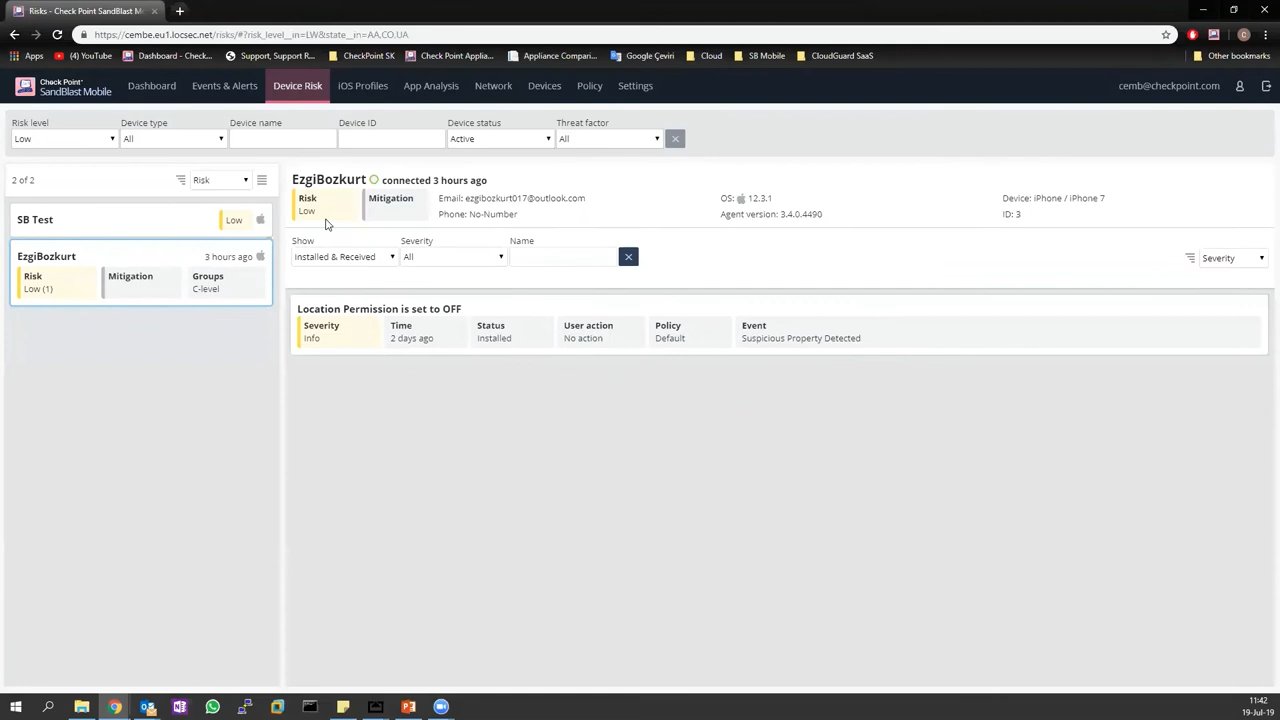 Risks - Check Point SandBlast Mobile
https://cembe.eu1.locsec.net/risks/#?risk_level__in=LW&state__in=AA,CO,UA
Apps (4) YouTube Dashboard - Check... Support, Support R... CheckPoint SK Check Point Applia... Appliance Compari... Google Çeviri Cloud SB Mobile CloudGuard SaaS Other bookmarks
Check Point
SandBlast Mobile
Dashboard Events & Alerts Device Risk iOS Profiles App Analysis Network Devices Policy Settings cemb@checkpoint.com
Risk level Device type Device name Device ID Device status Threat factor
Low All Active All
2 of 2 Risk
SB Test Low
EzgiBozkurt 3 hours ago
Risk Mitigation Groups
Low (1) C-level
EzgiBozkurt connected 3 hours ago
Risk Mitigation Email: ezgibozkurt017@outlook.com OS: 12.3.1 Device: iPhone / iPhone 7
Low Phone: No-Number Agent version: 3.4.0.4490 ID: 3
Show Severity Name
Installed & Received All Severity
Location Permission is set to OFF
Severity Time Status User action Policy Event
Info 2 days ago Installed No action Default Suspicious Property Detected
11:42
19-Jul-19